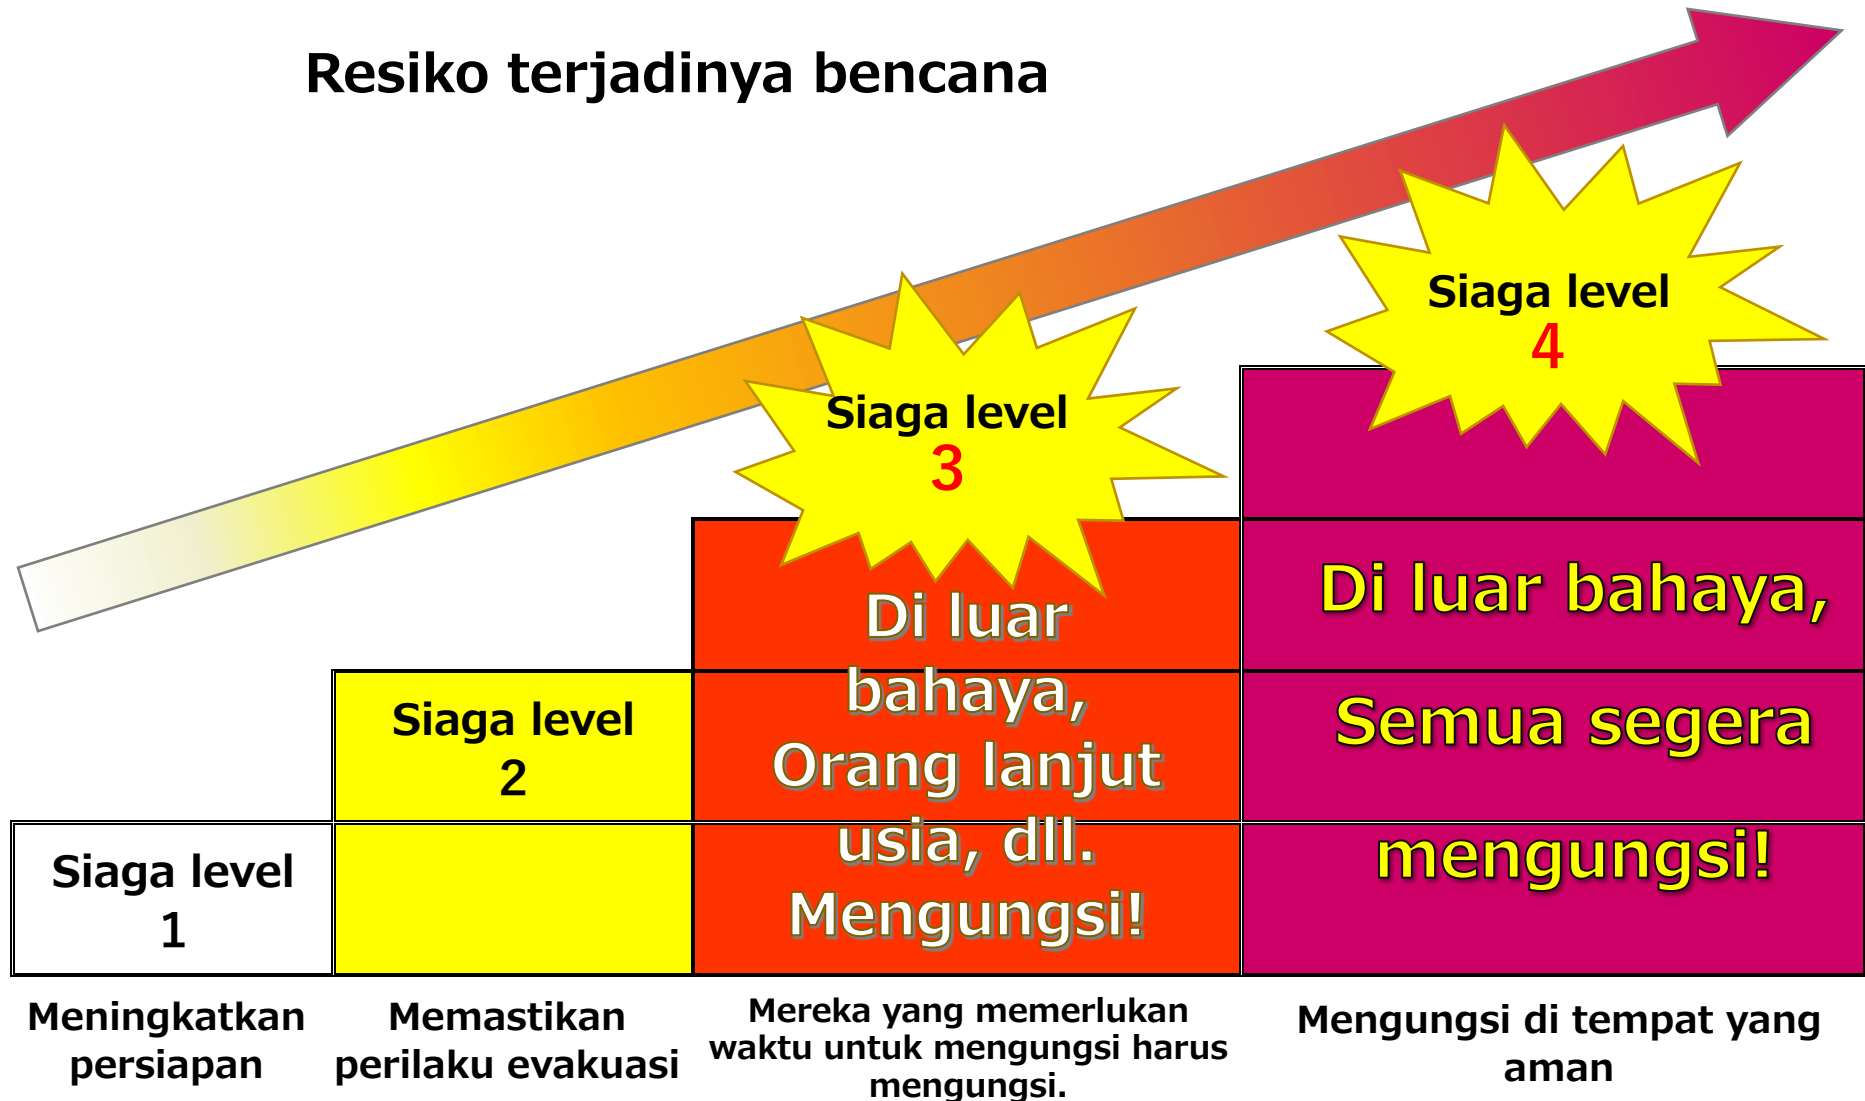 Resiko terjadinya bencana
Siaga level
4
Siaga level
3
Di luar bahaya,
Semua segera
mengungsi!
Di luar
bahaya,
Orang lanjut
usia, dll.
Mengungsi!
Siaga level
2
Siaga level
1
Meningkatkan
persiapan
Memastikan
perilaku evakuasi
Mereka yang memerlukan
waktu untuk mengungsi harus
mengungsi.
Mengungsi di tempat yang
aman